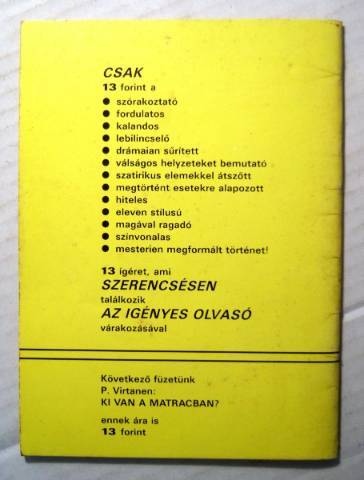 CSAK
13 forint a
● szórakoztató
● fordulatos
● kalandos
● lebilincselő
● drámaian sűrített
● válságos helyzeteket bemutató
● szatirikus elemekkel átszőtt
● megtörtént esetekre alapozott
● hiteles
● eleven stílusú
● magával ragadó
● színvonalas
● mesterien megformált történet!
13 ígéret, ami
SZERENCSÉSEN
találkozik
AZ IGÉNYES OLVASÓ
várakozásával
Következő füzetünk
P. Virtanen:
KI VAN A MATRACBAN?
ennek ára is
13 forint